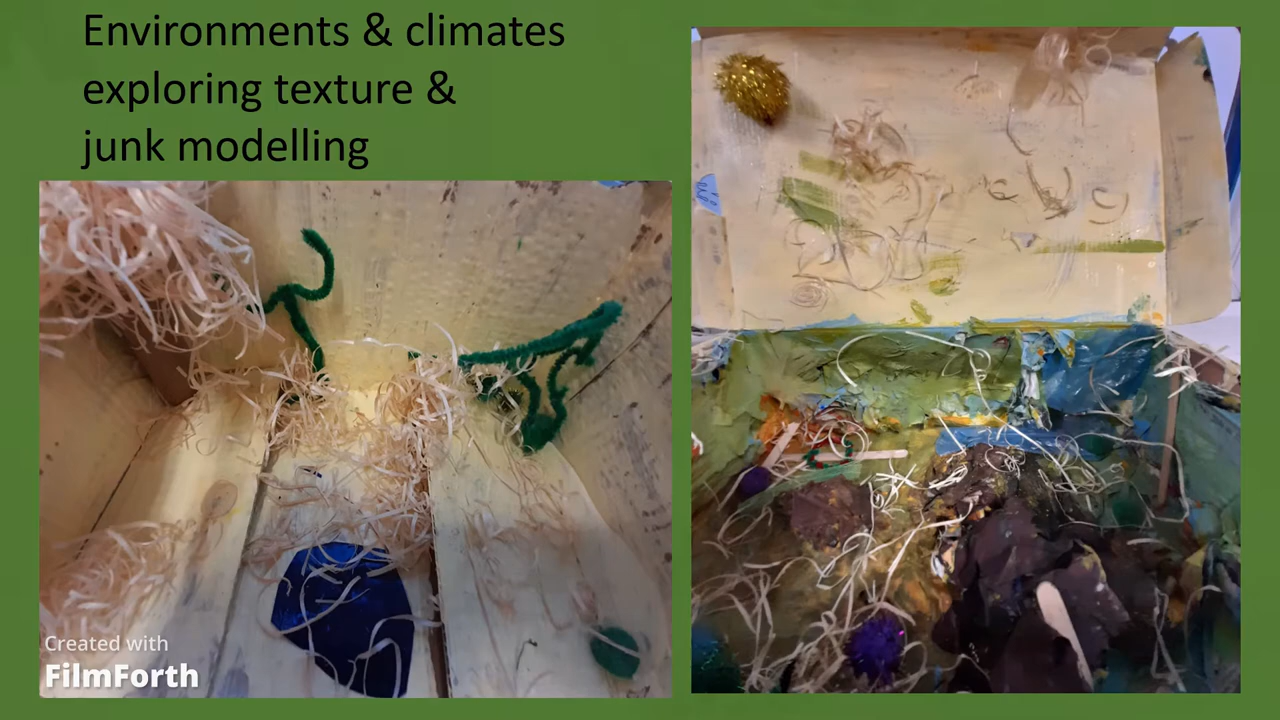 Environments & climates
exploring texture &
junk modelling
Created with
FilmForth